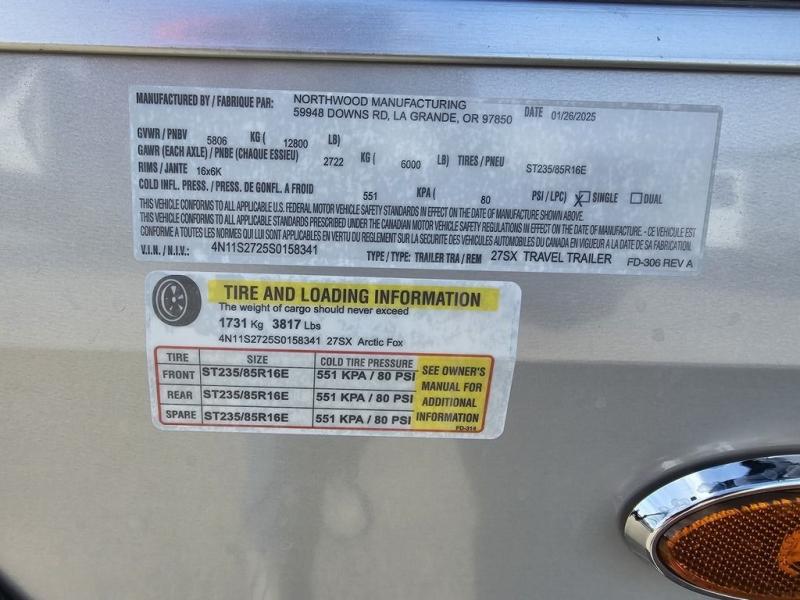 MANUFACTURED BY / FABRIQUE PAR: NORTHWOOD MANUFACTURING
59948 DOWNS RD, LA GRANDE, OR 97850 DATE 01/26/2025
GVWR / PNBV 5806 KG ( 12800 LB)
GAWR (EACH AXLE) / PNBE (CHAQUE ESSIEU) 2722 KG ( 6000 LB) TIRES / PNEU ST235/85R16E
RIMS / JANTE 16x6K
COLD INFL. PRESS. / PRESS. DE GONFL. A FROID 551 KPA ( 80 PSI / LPC) X SINGLE DUAL
THIS VEHICLE CONFORMS TO ALL APPLICABLE U.S. FEDERAL MOTOR VEHICLE SAFETY STANDARDS IN EFFECT ON THE DATE OF MANUFACTURE SHOWN ABOVE.
THIS VEHICLE CONFORMS TO ALL APPLICABLE STANDARDS PRESCRIBED UNDER THE CANADIAN MOTOR VEHICLE SAFETY REGULATIONS IN EFFECT ON THE DATE OF MANUFACTURE - CE VEHICULE EST
CONFORME A TOUTES LES NORMES QUI LUI SONT APPLICABLES EN VERTU DU REGLEMENT SUR LA SECURITE DES VEHICULES AUTOMOBILES DU CANADA EN VIGUEUR A LA DATE DE SA FABRICATION.
V.I.N. / N.I.V.: 4N11S2725S0158341 TYPE / TYPE: TRAILER TRA / REM 27SX TRAVEL TRAILER FD-306 REV A
TIRE AND LOADING INFORMATION
The weight of cargo should never exceed
1731 Kg 3817 Lbs
4N11S2725S0158341 27SX Arctic Fox
TIRE SIZE COLD TIRE PRESSURE
FRONT ST235/85R16E 551 KPA / 80 PSI
REAR ST235/85R16E 551 KPA / 80 PSI
SPARE ST235/85R16E 551 KPA / 80 PSI
SEE OWNER'S
MANUAL FOR
ADDITIONAL
INFORMATION
FD-314